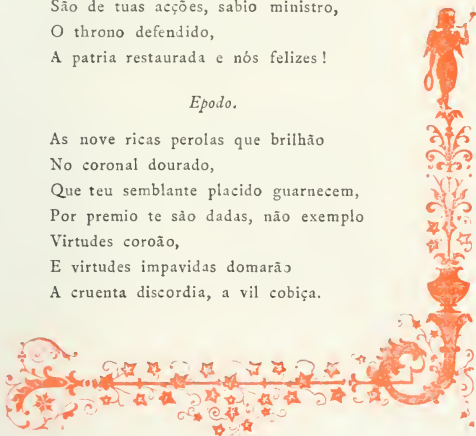 São de tuas acções, sabio ministro,
O throno defendido,
A patria restaurada e nós felizes!
Epodo.
As nove ricas perolas que brilhão
No coronal dourado,
Que teu semblante placido guarnecem,
Por premio te são dadas, não exemplo
Virtudes coroão,
E virtudes impavidas domarão
A cruenta discordia, a vil cobiça.